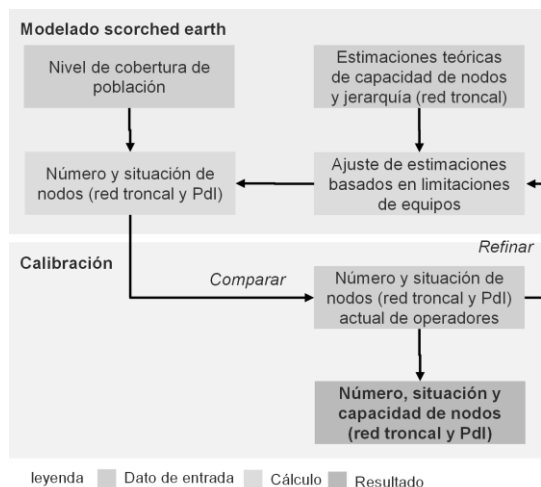 Modelado scorched earth
Nivel de cobertura de
población
Estimaciones teóricas
de capacidad de nodos
y jerarquía (red troncal)
Número y situación de
nodos (red troncal y PdI)
Ajuste de estimaciones
basados en limitaciones
de equipos
Refinar
Calibración
Comparar
Número y situación de
nodos (red troncal y PdI)
actual de operadores
Número, situación y
capacidad de nodos
(red troncal y PdI)
leyenda
Dato de entrada
Cálculo
Resultado